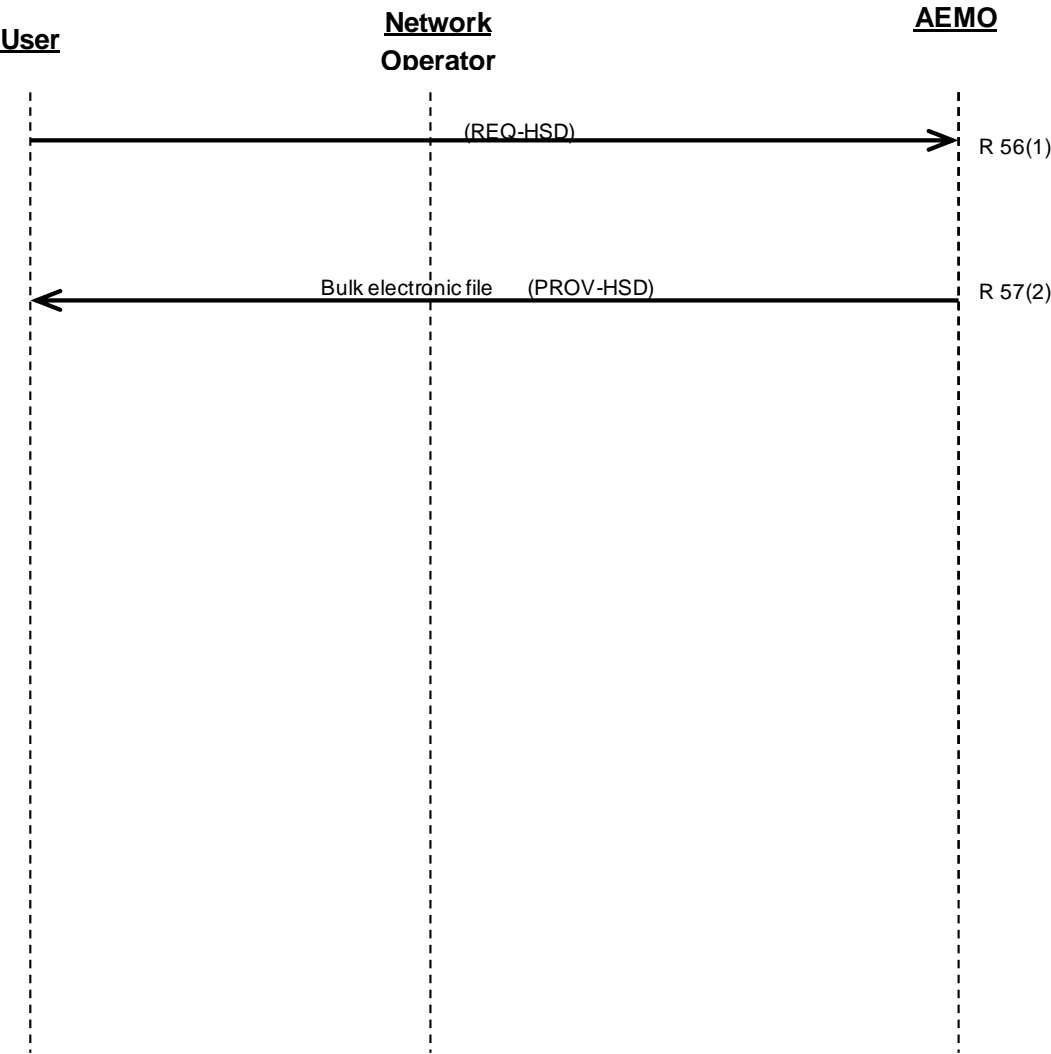 User
Network
Operator
AEMO
(REQ-HSD)
R 56(1)
Bulk electronic file (PROV-HSD)
R 57(2)